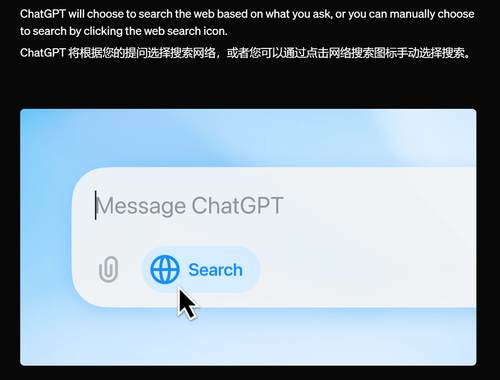 ChatGPT will choose to search the web based on what you ask, or you can manually choose
to search by clicking the web search icon.
ChatGPT 将根据您的提问选择搜索网络，或者您可以通过点击网络搜索图标手动选择搜索。
Message ChatGPT
Search